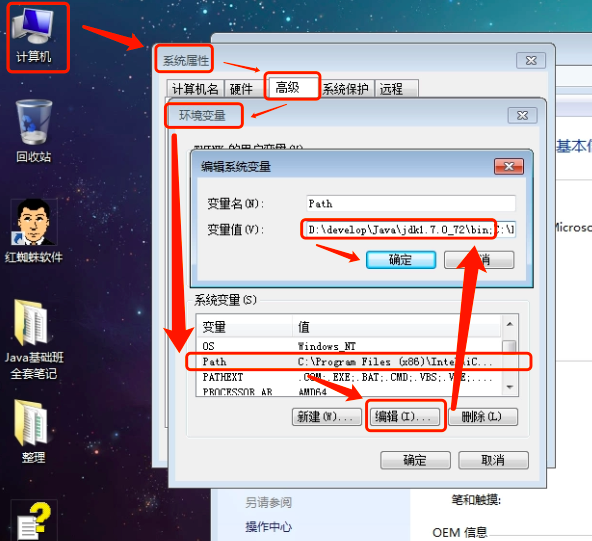 计算机
回收站
红蜘蛛软件
Java基础班
全套笔记
整理
系统属性
计算机名
硬件
高级
系统保护
远程
环境变量
的用户变量(U)
基本信
Microso
编辑系统变量
变量名(N):
Path
变量值(V):
D:\develop\Java\jdk1.7.0_72\bin;C:\
确定
系统变量(S)
变量
值
OS
Windows_NT
Path
C:\Program Files (x86)\IntelliC...
PATHEXT
.COM;.EXE;.BAT;.CMD;.VBS;.VBE;....
PROCESSOR_AR
AMD64
新建(W)...
编辑(I)...
删除(L)
确定
取消
另请参阅
操作中心
笔和触摸:
OEM 信息